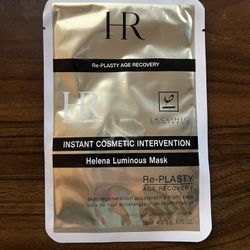 HR
Re-PLASTY AGE RECOVERY
HR
LACLINIC
MONTREUX
INSTANT COSMETIC INTERVENTION
Helena Luminous Mask
Re-PLASTY
AGE RECOVERY
skin regeneration accelerating night care